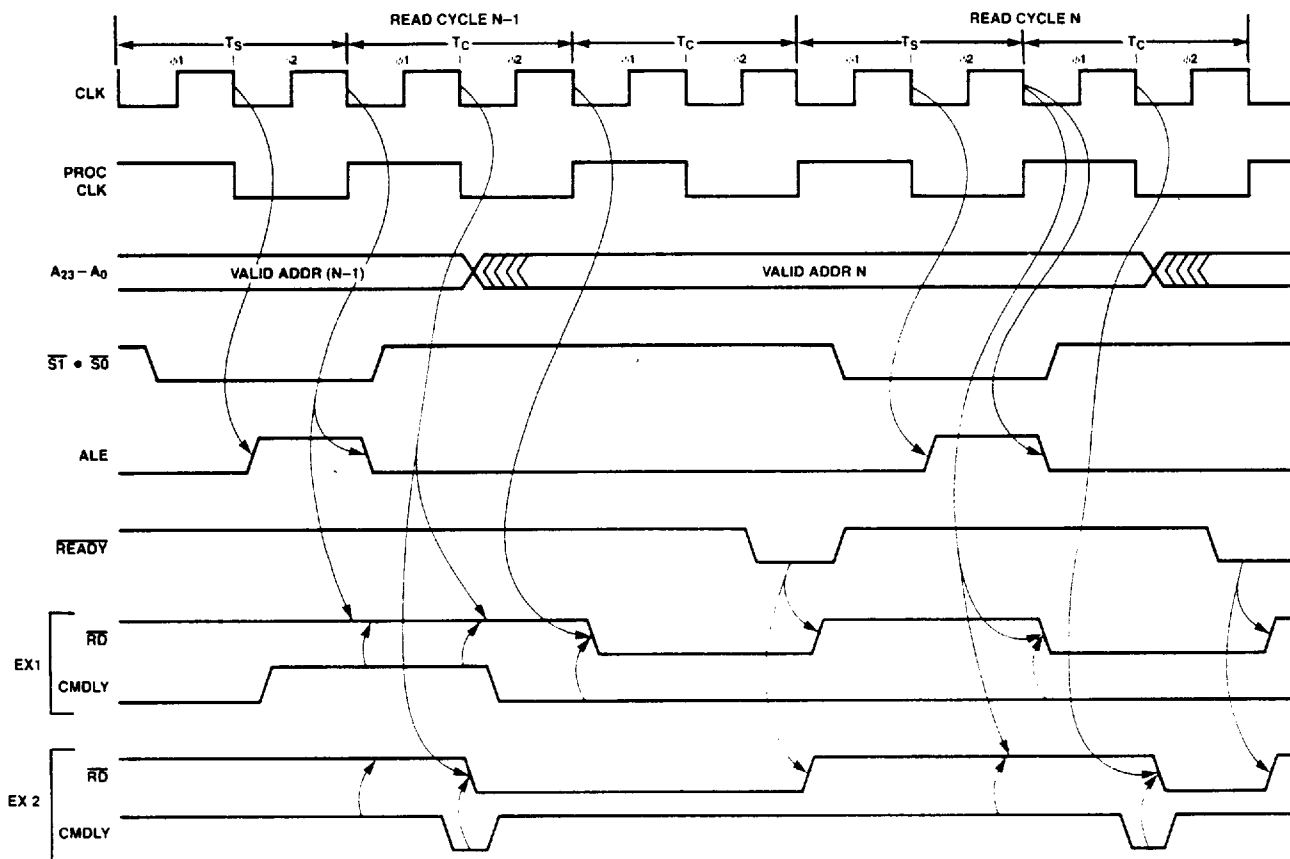 READ CYCLE N–1 READ CYCLE N
TS TC TC TS TC
φ1 φ2 φ1 φ2 φ1 φ2 φ1 φ2
CLK
PROC
CLK
A23 – A0 VALID ADDR (N–1) VALID ADDR N
S1 • S0
ALE
READY
EX1
RD
CMDLY
EX 2
RD
CMDLY